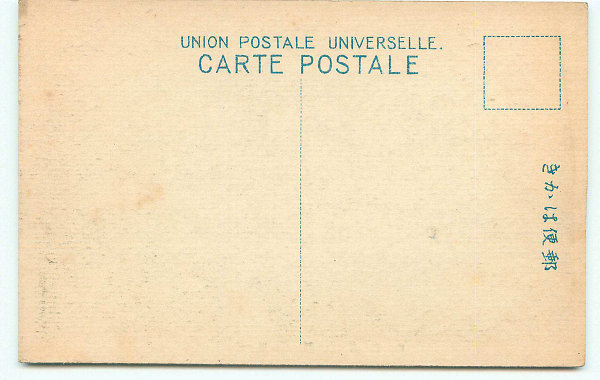 UNION POSTALE UNIVERSELLE.
CARTE POSTALE
郵便はかき